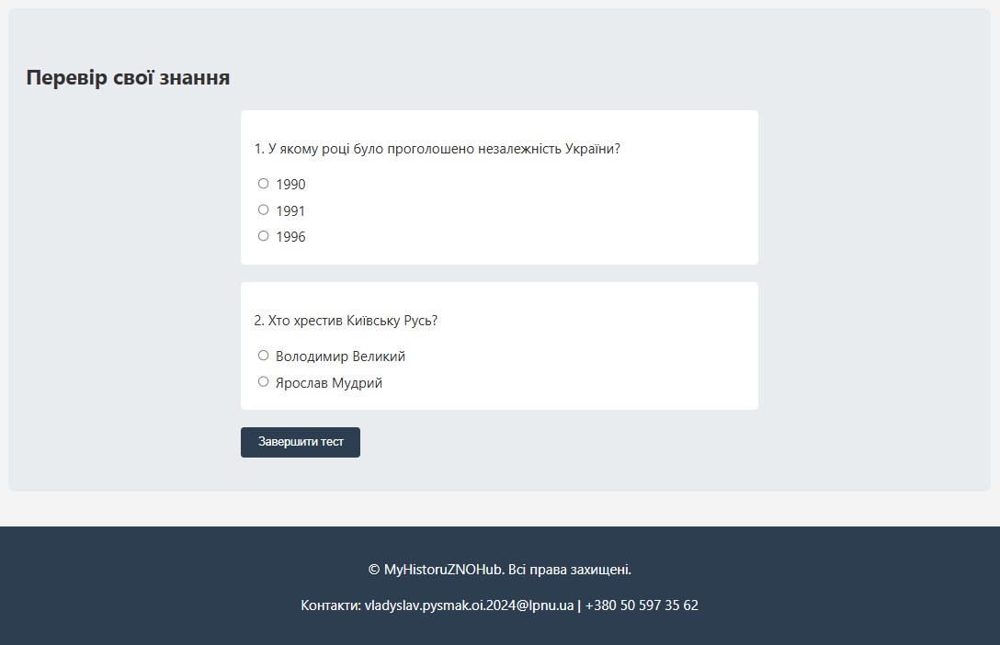 Перевір свої знання
1. У якому році було проголошено незалежність України?
1990
1991
1996
2. Хто хрестив Київську Русь?
Володимир Великий
Ярослав Мудрий
Завершити тест
© MyHistoruZNOHub. Всі права захищені.
Контакти: vladyslav.pysmak.oi.2024@lpnu.ua | +380 50 597 35 62